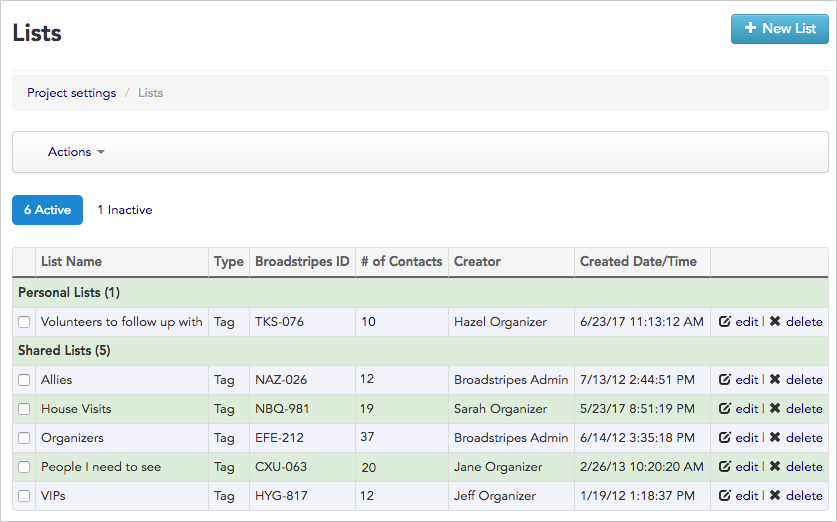 Lists
+ New List
Project settings / Lists
Actions
6 Active 1 Inactive
List Name Type Broadstripes ID # of Contacts Creator Created Date/Time
Personal Lists (1)
Volunteers to follow up with Tag TKS-076 10 Hazel Organizer 6/23/17 11:13:12 AM edit | ✖ delete
Shared Lists (5)
Allies Tag NAZ-026 12 Broadstripes Admin 7/13/12 2:44:51 PM edit | ✖ delete
House Visits Tag NBQ-981 19 Sarah Organizer 5/23/17 8:51:19 PM edit | ✖ delete
Organizers Tag EFE-212 37 Broadstripes Admin 6/14/12 3:35:18 PM edit | ✖ delete
People I need to see Tag CXU-063 20 Jane Organizer 2/26/13 10:20:20 AM edit | ✖ delete
VIPs Tag HYG-817 12 Jeff Organizer 1/19/12 1:18:37 PM edit | ✖ delete